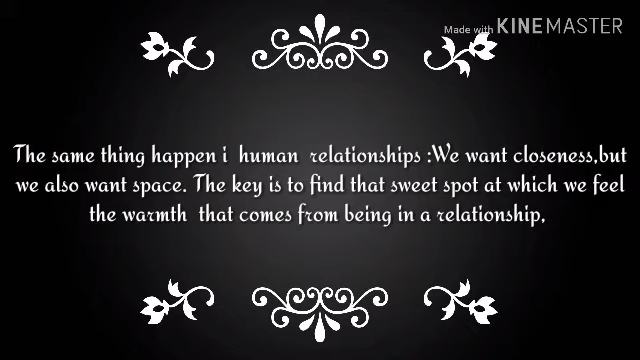 Made with KINEMASTER
The same thing happen i human relationships :We want closeness,but
we also want space. The key is to find that sweet spot at which we feel
the warmth that comes from being in a relationship,